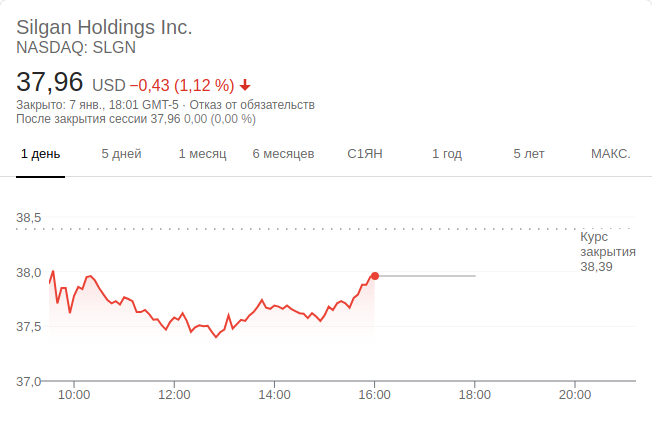 Silgan Holdings Inc.
NASDAQ: SLGN
37,96 USD −0,43 (1,12 %)
Закрыто: 7 янв., 18:01 GMT-5 · Отказ от обязательств
После закрытия сессии 37,96 0,00 (0,00 %)
1 день 5 дней 1 месяц 6 месяцев С1ЯН 1 год 5 лет МАКС.
38,5
Курс
закрытия
38,39
38,0
37,5
37,0
10:00 12:00 14:00 16:00 18:00 20:00